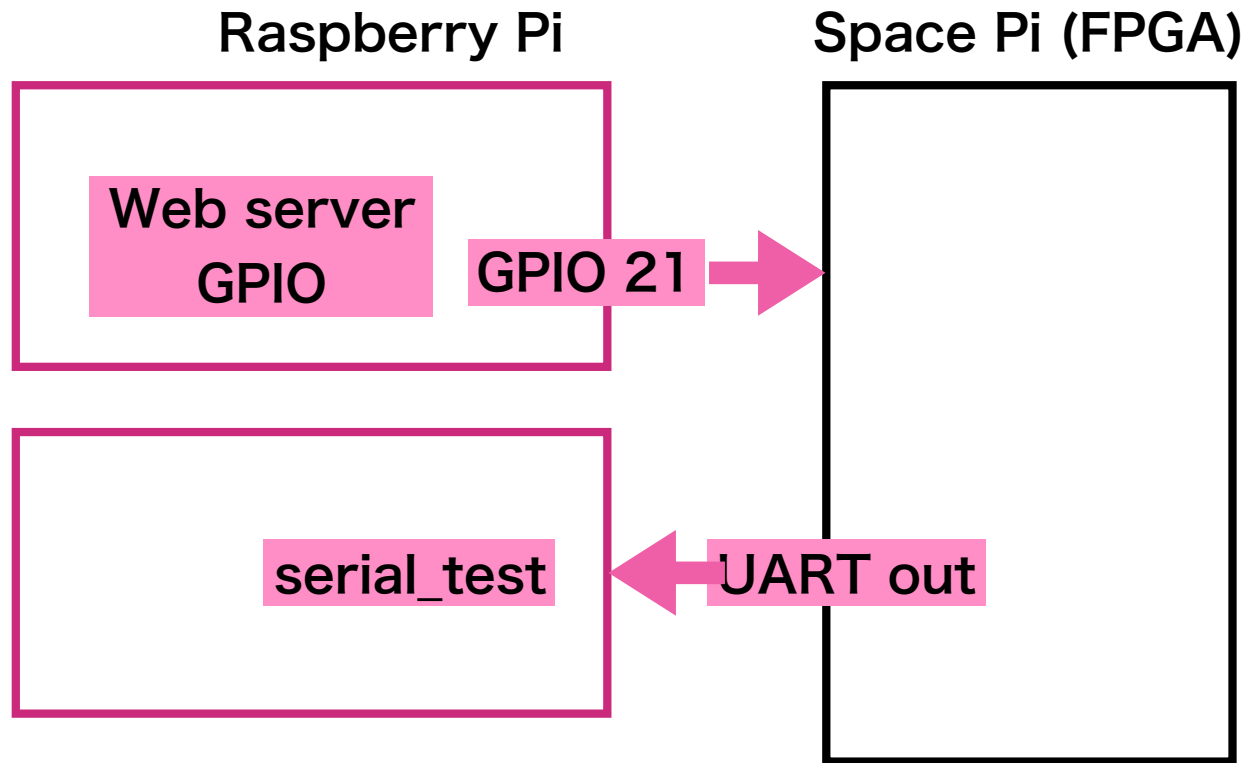 Raspberry Pi
Space Pi (FPGA)
Web server
GPIO
GPIO 21
serial_test
UART out